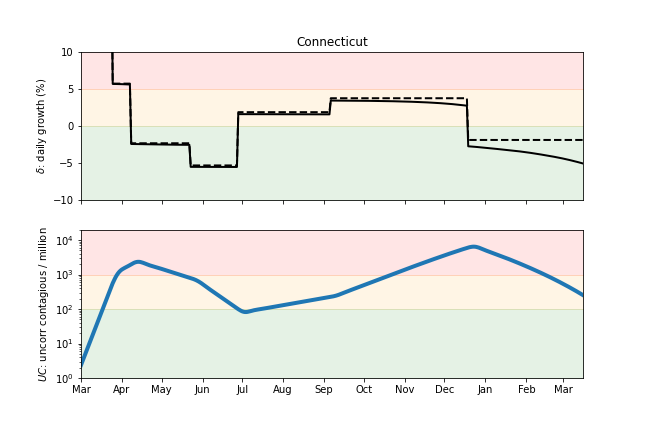 Connecticut
δ: daily growth (%)
10
5
0
−5
−10
UC: uncorr contagious / million
10⁴
10³
10²
10¹
10⁰
Mar Apr May Jun Jul Aug Sep Oct Nov Dec Jan Feb Mar